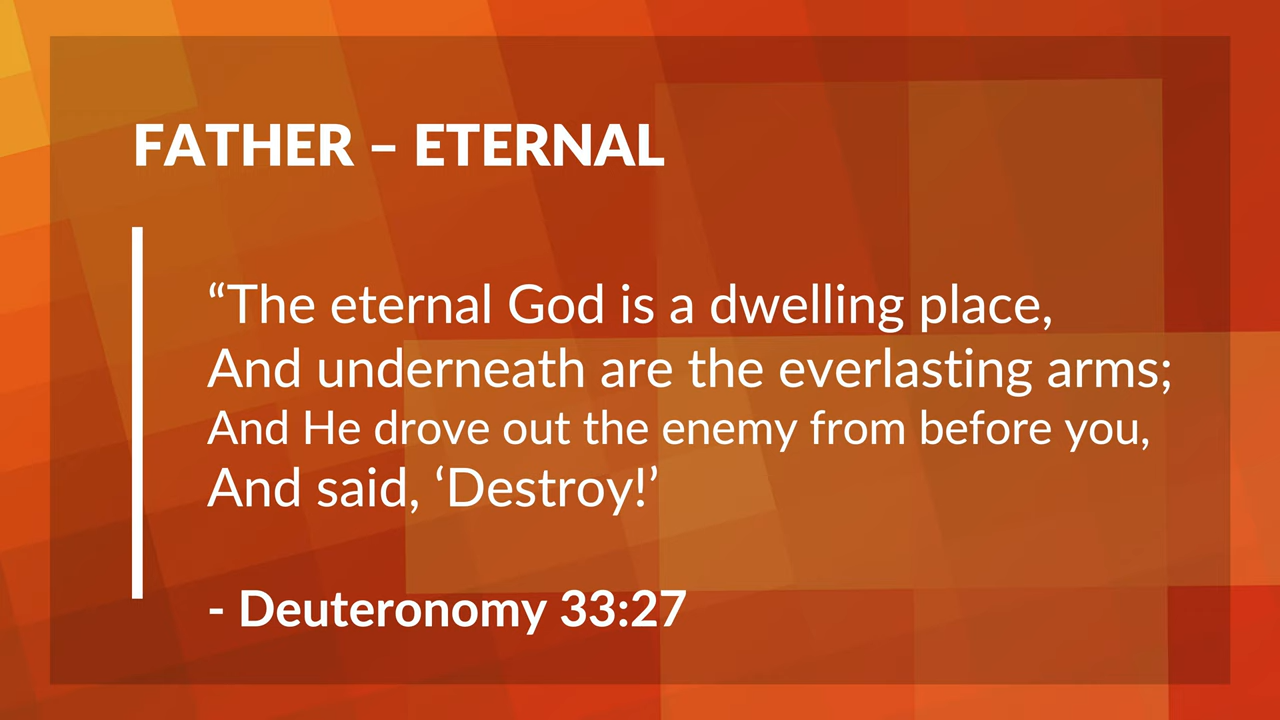 FATHER – ETERNAL
“The eternal God is a dwelling place,
And underneath are the everlasting arms;
And He drove out the enemy from before you,
And said, ‘Destroy!’
- Deuteronomy 33:27